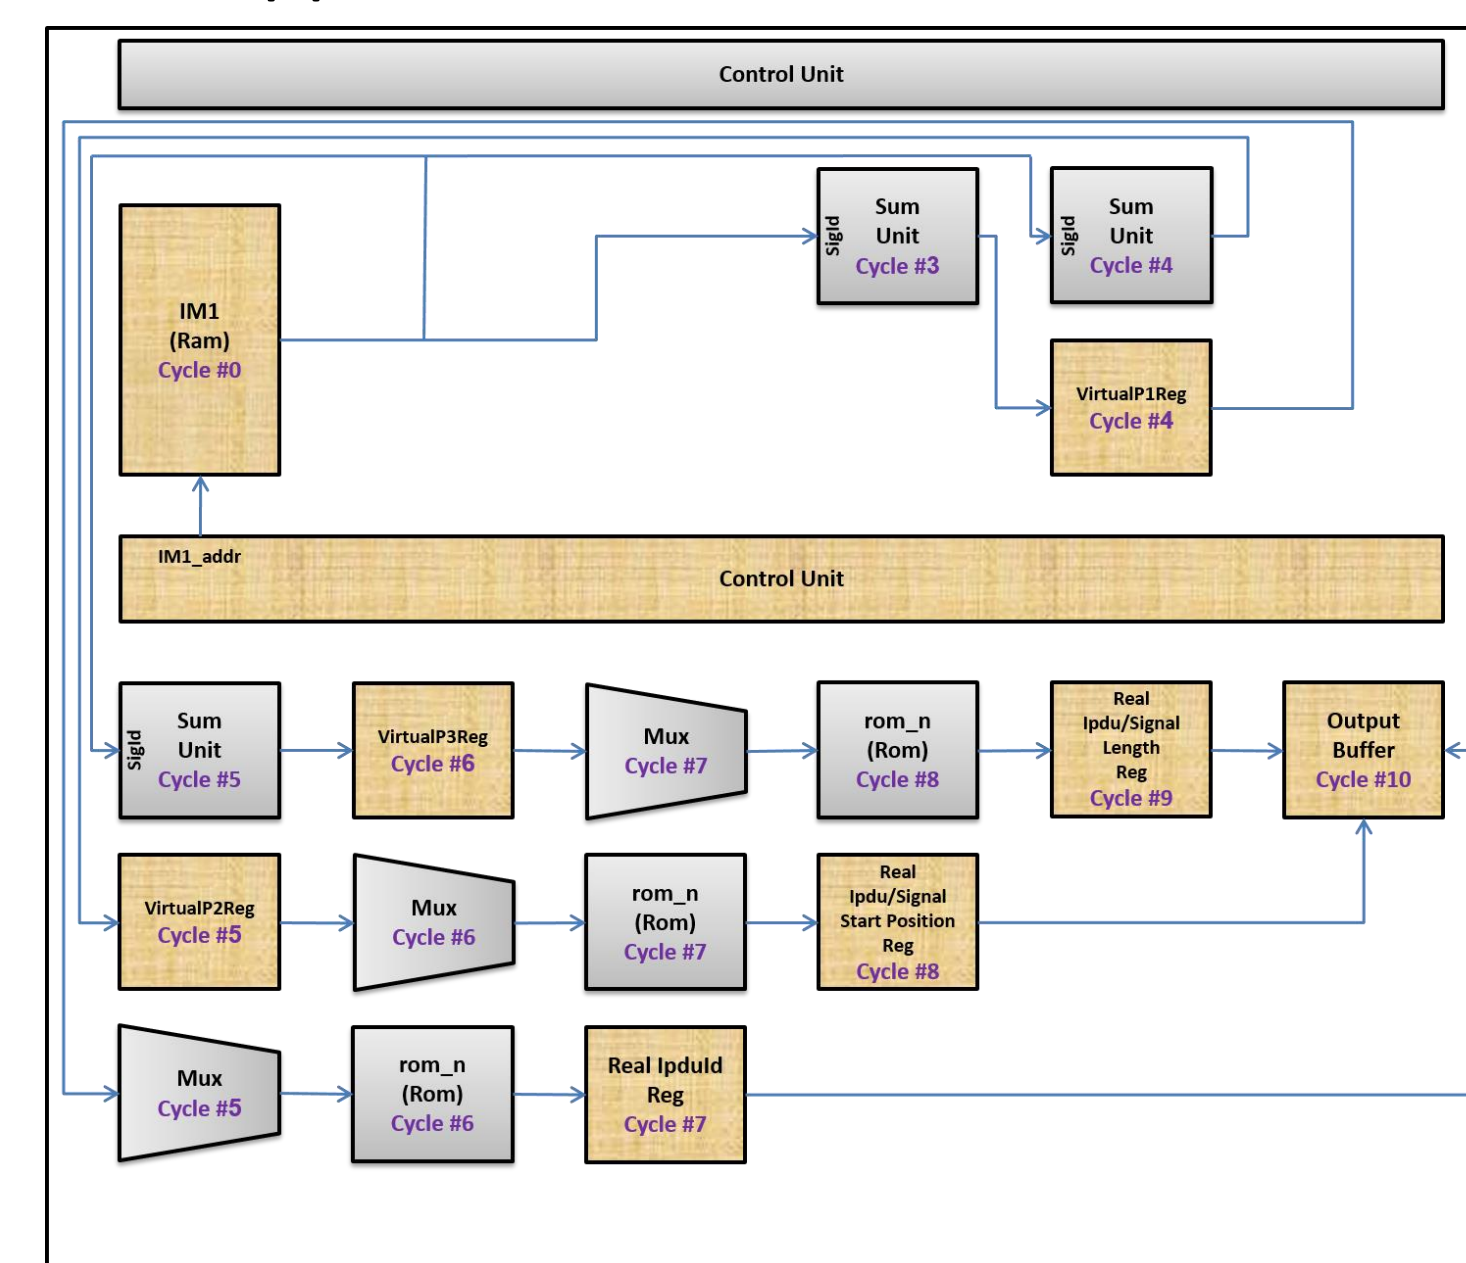 Control Unit
SigId
Sum
Unit
Cycle #3
SigId
Sum
Unit
Cycle #4
IM1
(Ram)
Cycle #0
VirtualP1Reg
Cycle #4
IM1_addr
Control Unit
SigId
Sum
Unit
Cycle #5
VirtualP3Reg
Cycle #6
Mux
Cycle #7
rom_n
(Rom)
Cycle #8
Real
Ipdu/Signal
Length
Reg
Cycle #9
Output
Buffer
Cycle #10
VirtualP2Reg
Cycle #5
Mux
Cycle #6
rom_n
(Rom)
Cycle #7
Real
Ipdu/Signal
Start Position
Reg
Cycle #8
Mux
Cycle #5
rom_n
(Rom)
Cycle #6
Real IpduId
Reg
Cycle #7